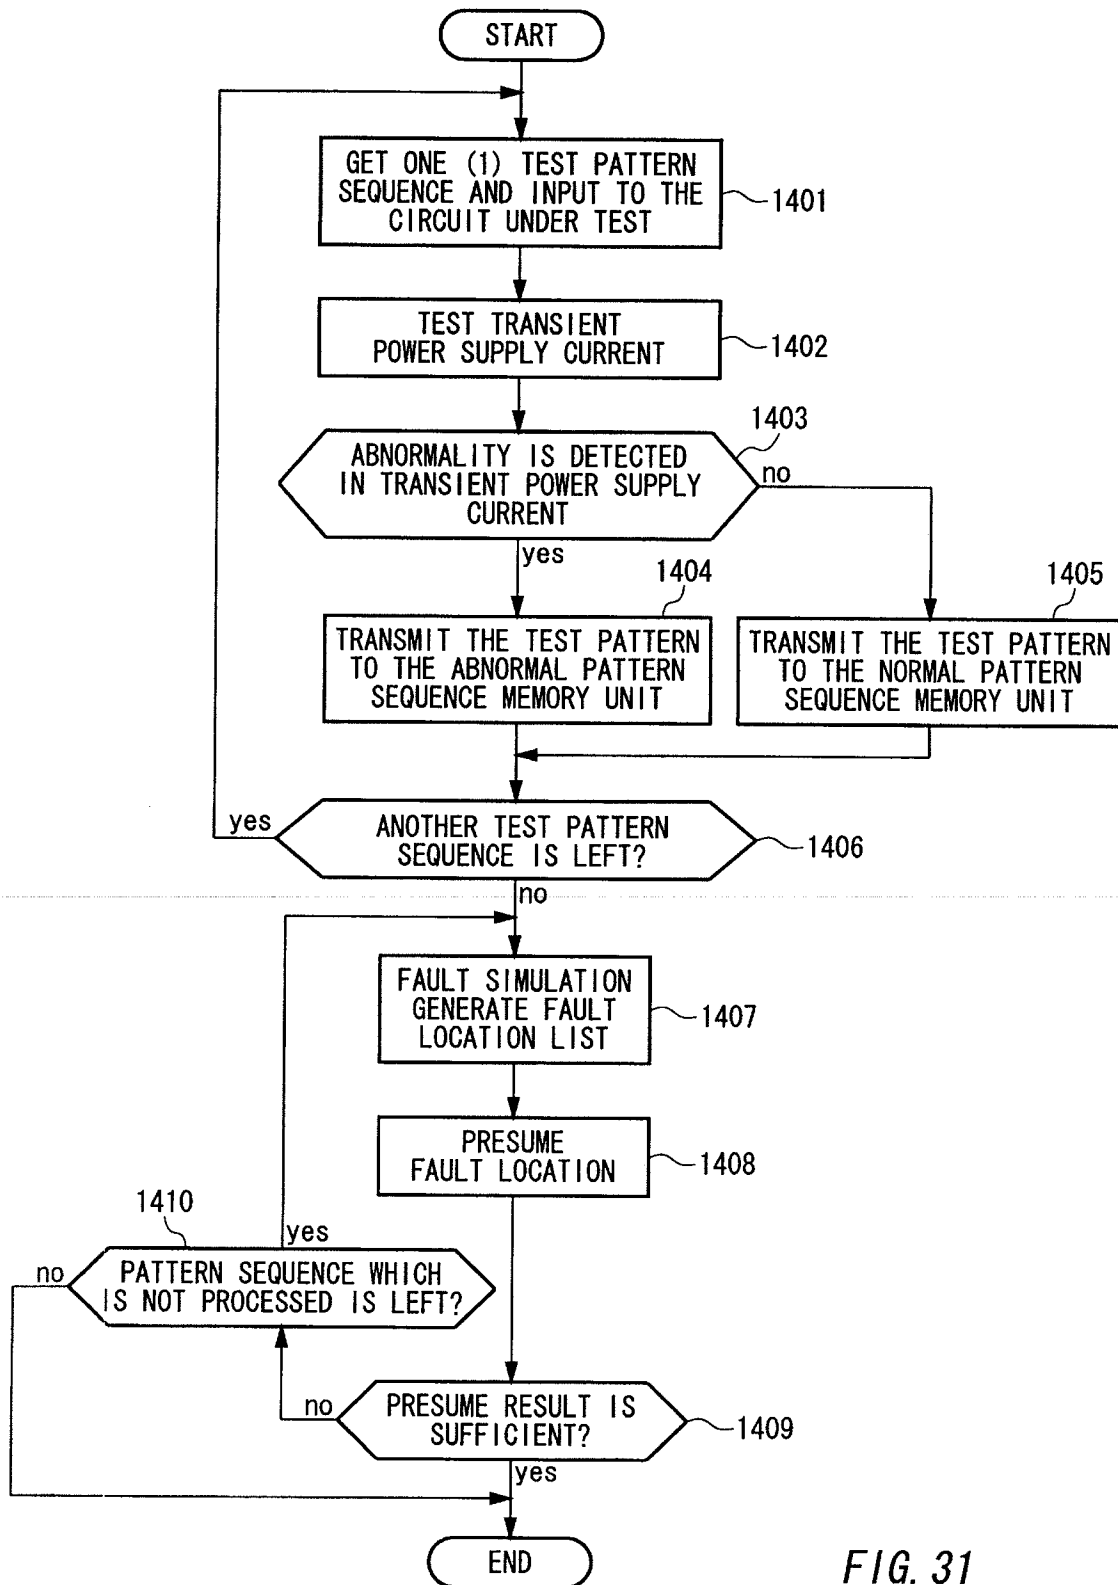 START
GET ONE (1) TEST PATTERN
SEQUENCE AND INPUT TO THE
CIRCUIT UNDER TEST
1401
TEST TRANSIENT
POWER SUPPLY CURRENT
1402
1403
ABNORMALITY IS DETECTED
IN TRANSIENT POWER SUPPLY
CURRENT
no
yes
1404
1405
TRANSMIT THE TEST PATTERN
TO THE ABNORMAL PATTERN
SEQUENCE MEMORY UNIT
TRANSMIT THE TEST PATTERN
TO THE NORMAL PATTERN
SEQUENCE MEMORY UNIT
yes
ANOTHER TEST PATTERN
SEQUENCE IS LEFT?
1406
no
FAULT SIMULATION
GENERATE FAULT
LOCATION LIST
1407
PRESUME
FAULT LOCATION
1408
1410
yes
no
PATTERN SEQUENCE WHICH
IS NOT PROCESSED IS LEFT?
no
PRESUME RESULT IS
SUFFICIENT?
1409
yes
END
FIG. 31